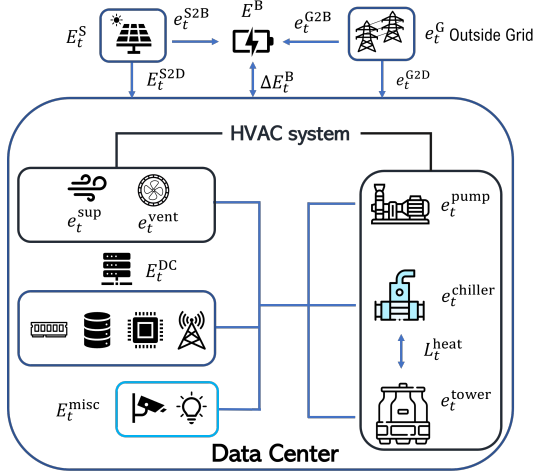 E_t^S
e_t^S2B
E^B
e_t^G2B
e_t^G Outside Grid
E_t^S2D
ΔE_t^B
e_t^G2D
HVAC system
e_t^sup
e_t^vent
e_t^pump
E_t^DC
e_t^chiller
L_t^heat
E_t^misc
e_t^tower
Data Center